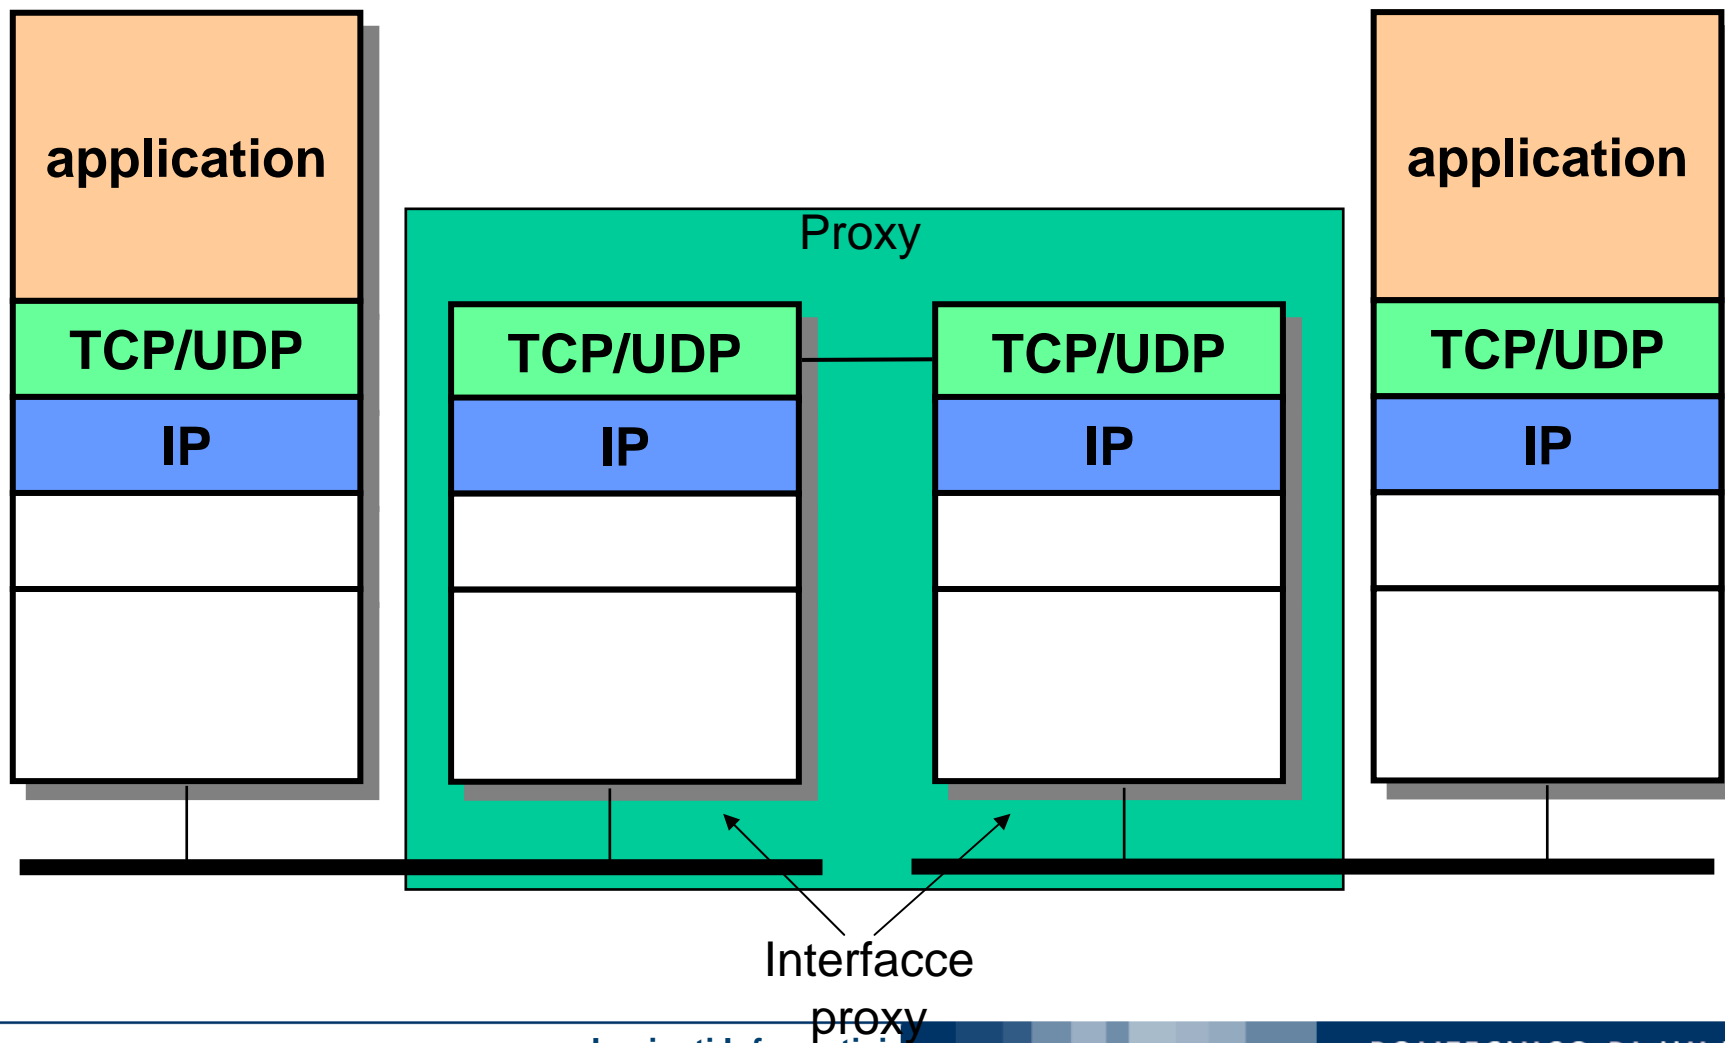 application
application
Proxy
TCP/UDP
TCP/UDP
TCP/UDP
TCP/UDP
IP
IP
IP
IP
Interfacce
proxy